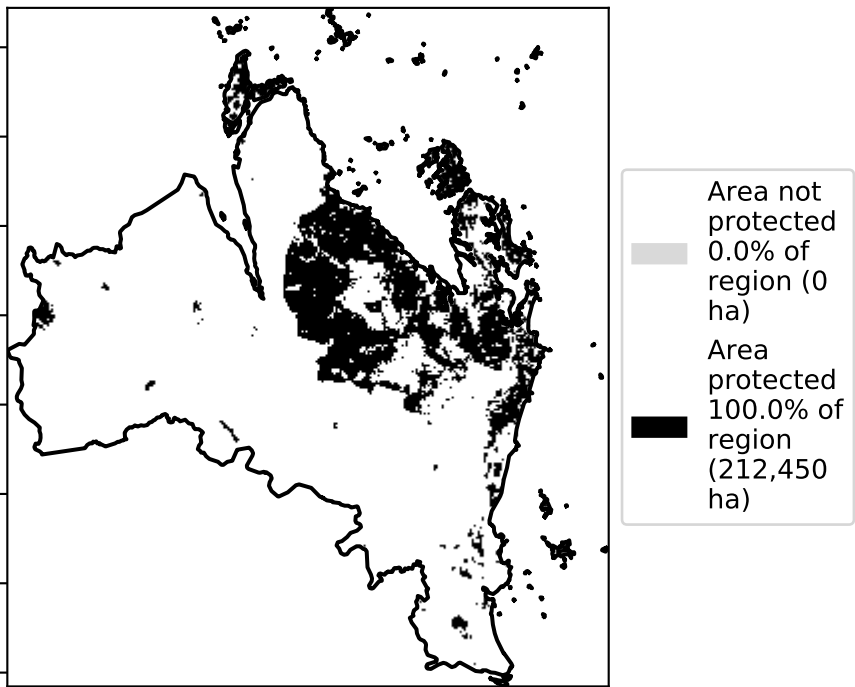 Area not
protected
0.0% of
region (0
ha)
Area
protected
100.0% of
region
(212,450
ha)